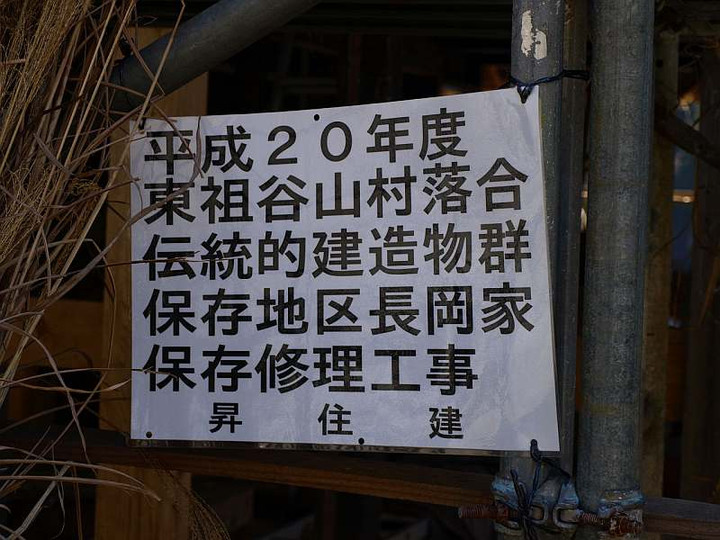 平成２０年度
東祖谷山村落合
伝統的建造物群
保存地区長岡家
保存修理工事
昇住建